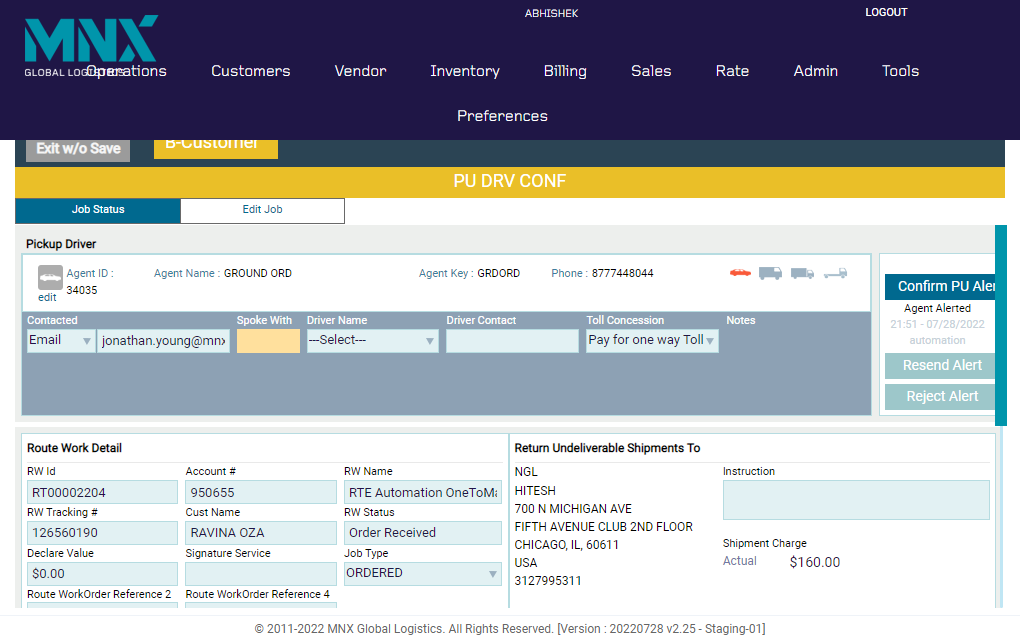 ABHISHEK LOGOUT
MNX
GLOBAL LOGISTICS
Operations Customers Vendor Inventory Billing Sales Rate Admin Tools
Preferences
Exit w/o Save B-Customer
PU DRV CONF
Job Status Edit Job
Pickup Driver
Agent ID : 34035 Agent Name : GROUND ORD Agent Key : GRDORD Phone : 8777448044
edit
Contacted Spoke With Driver Name Driver Contact Toll Concession Notes
Email jonathan.young@mnx ---Select--- Pay for one way Toll
Confirm PU Aler
Agent Alerted
21:51 - 07/28/2022
automation
Resend Alert
Reject Alert
Route Work Detail
RW Id Account # RW Name
RT00002204 950655 RTE Automation OneToMa
RW Tracking # Cust Name RW Status
126560190 RAVINA OZA Order Received
Declare Value Signature Service Job Type
$0.00 ORDERED
Route WorkOrder Reference 2 Route WorkOrder Reference 4
Return Undeliverable Shipments To
NGL
HITESH
700 N MICHIGAN AVE
FIFTH AVENUE CLUB 2ND FLOOR
CHICAGO, IL, 60611
USA
3127995311
Instruction
Shipment Charge
Actual $160.00
© 2011-2022 MNX Global Logistics. All Rights Reserved. [Version : 20220728 v2.25 - Staging-01]